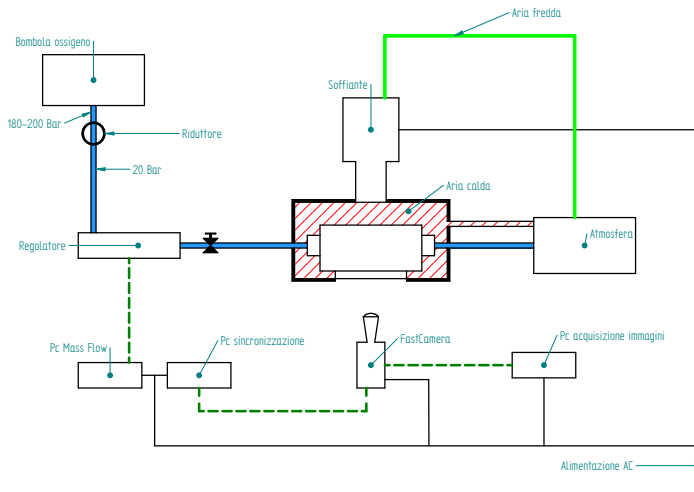 Aria fredda
Bombola ossigeno
Soffiante
180-200 Bar
Riduttore
20 Bar
Aria calda
Atmosfera
Regolatore
Pc Mass Flow
Pc sincronizzazione
FastCamera
Pc acquisizione immagini
Alimentazione AC